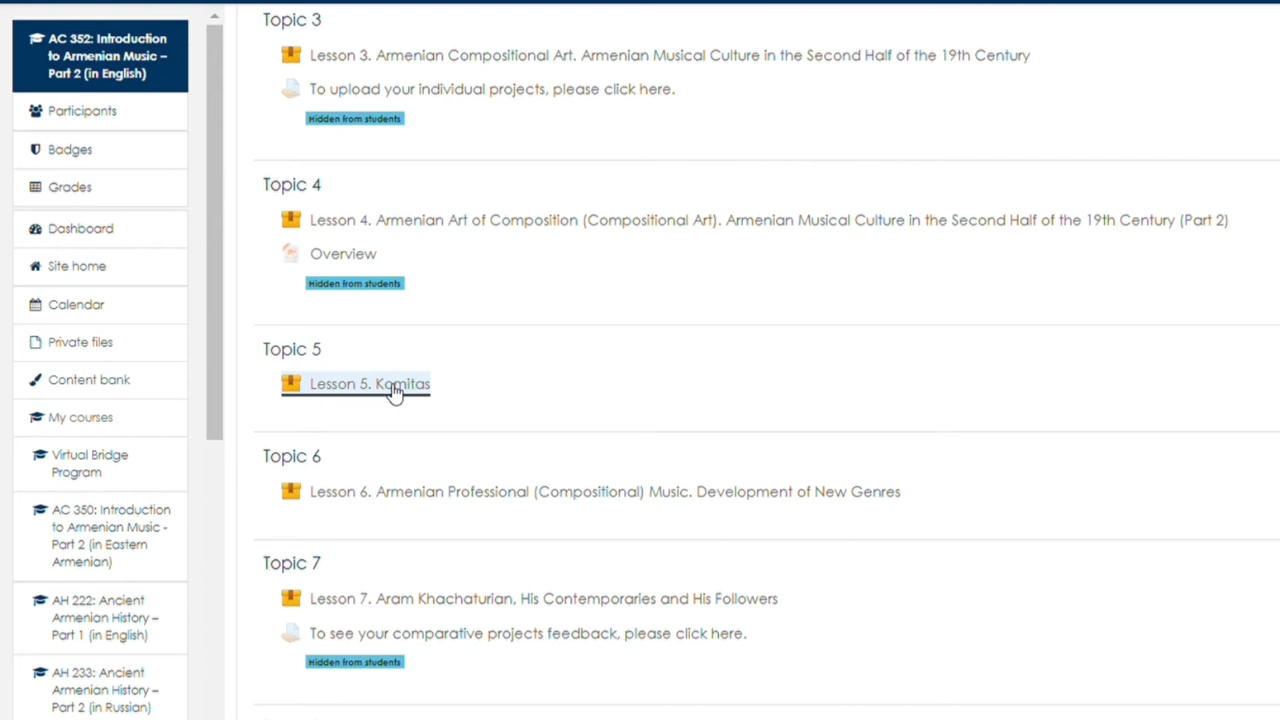 AC 352: Introduction
to Armenian Music –
Part 2 (in English)
Participants
Badges
Grades
Dashboard
Site home
Calendar
Private files
Content bank
My courses
Virtual Bridge
Program
AC 350: Introduction
to Armenian Music -
Part 2 (in Eastern
Armenian)
AH 222: Ancient
Armenian History –
Part 1 (in English)
AH 233: Ancient
Armenian History –
Part 2 (in Russian)
Topic 3
Lesson 3. Armenian Compositional Art. Armenian Musical Culture in the Second Half of the 19th Century
To upload your individual projects, please click here.
Hidden from students
Topic 4
Lesson 4. Armenian Art of Composition (Compositional Art). Armenian Musical Culture in the Second Half of the 19th Century (Part 2)
Overview
Hidden from students
Topic 5
Lesson 5. Komitas
Topic 6
Lesson 6. Armenian Professional (Compositional) Music. Development of New Genres
Topic 7
Lesson 7. Aram Khachaturian, His Contemporaries and His Followers
To see your comparative projects feedback, please click here.
Hidden from students